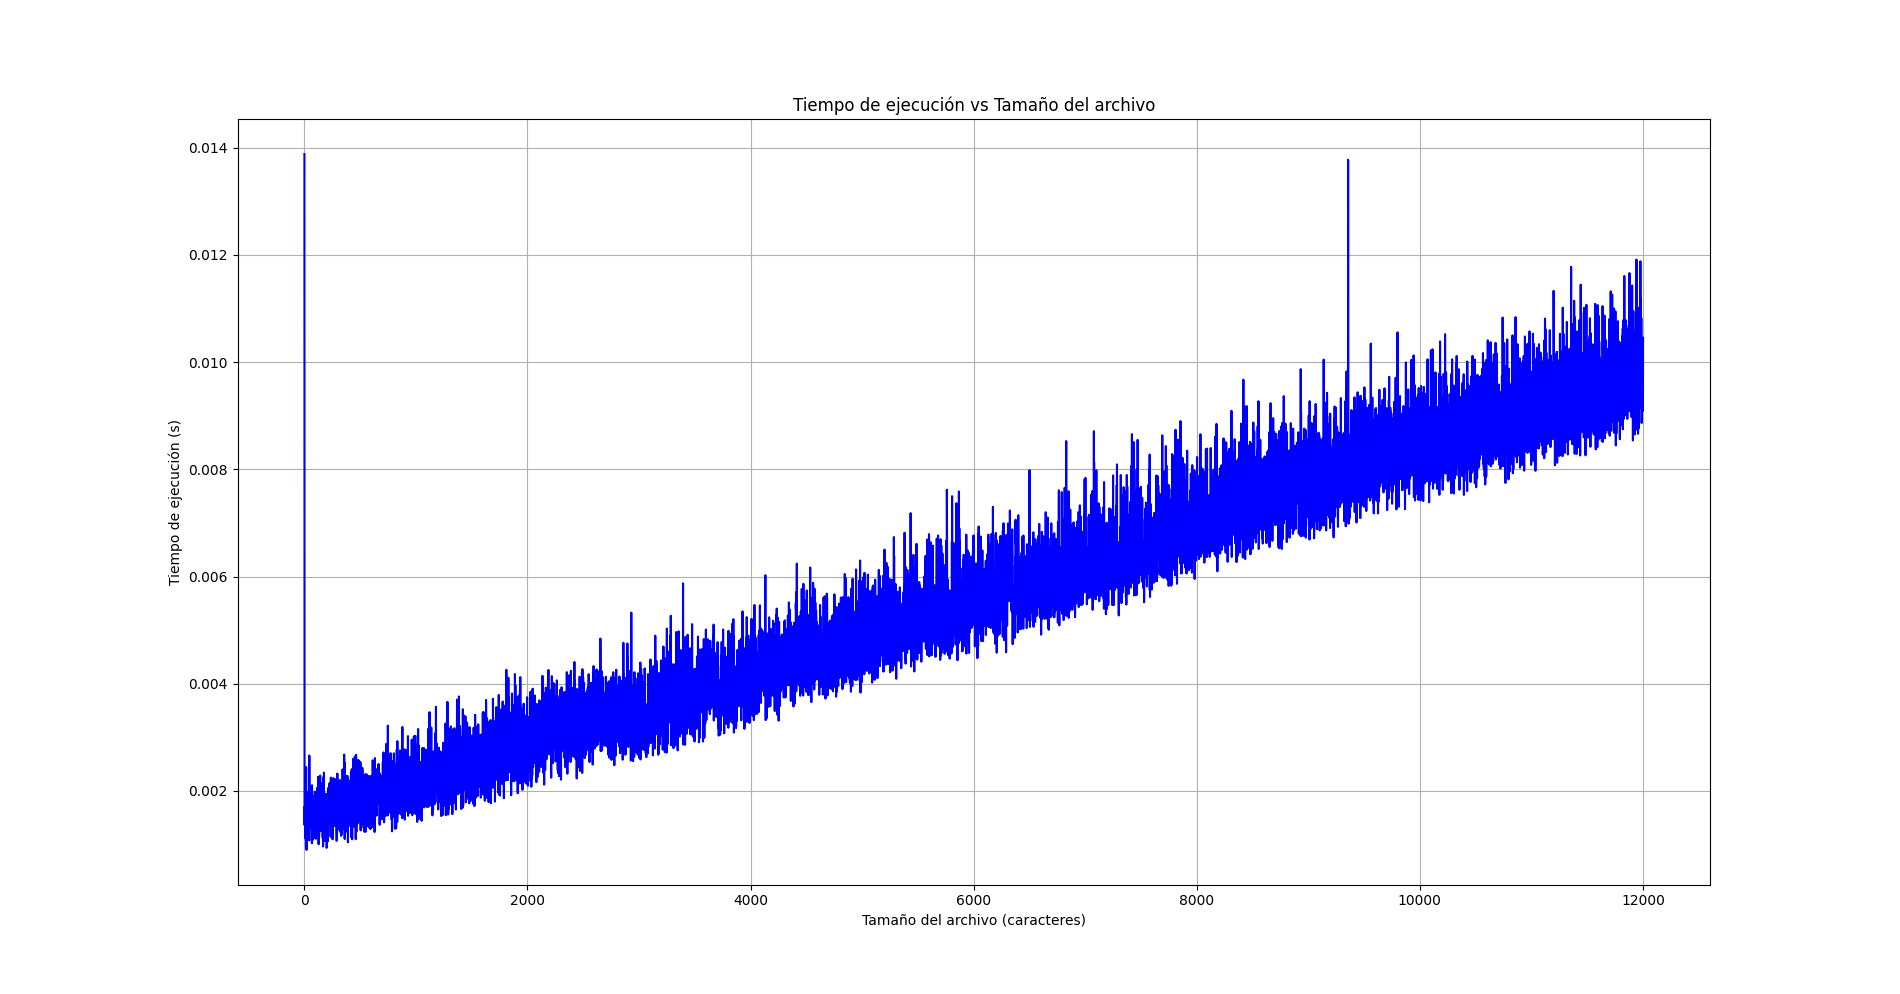 Tiempo de ejecución vs Tamaño del archivo
0.014
0.012
0.010
0.008
0.006
0.004
0.002
Tiempo de ejecución (s)
0 2000 4000 6000 8000 10000 12000
Tamaño del archivo (caracteres)